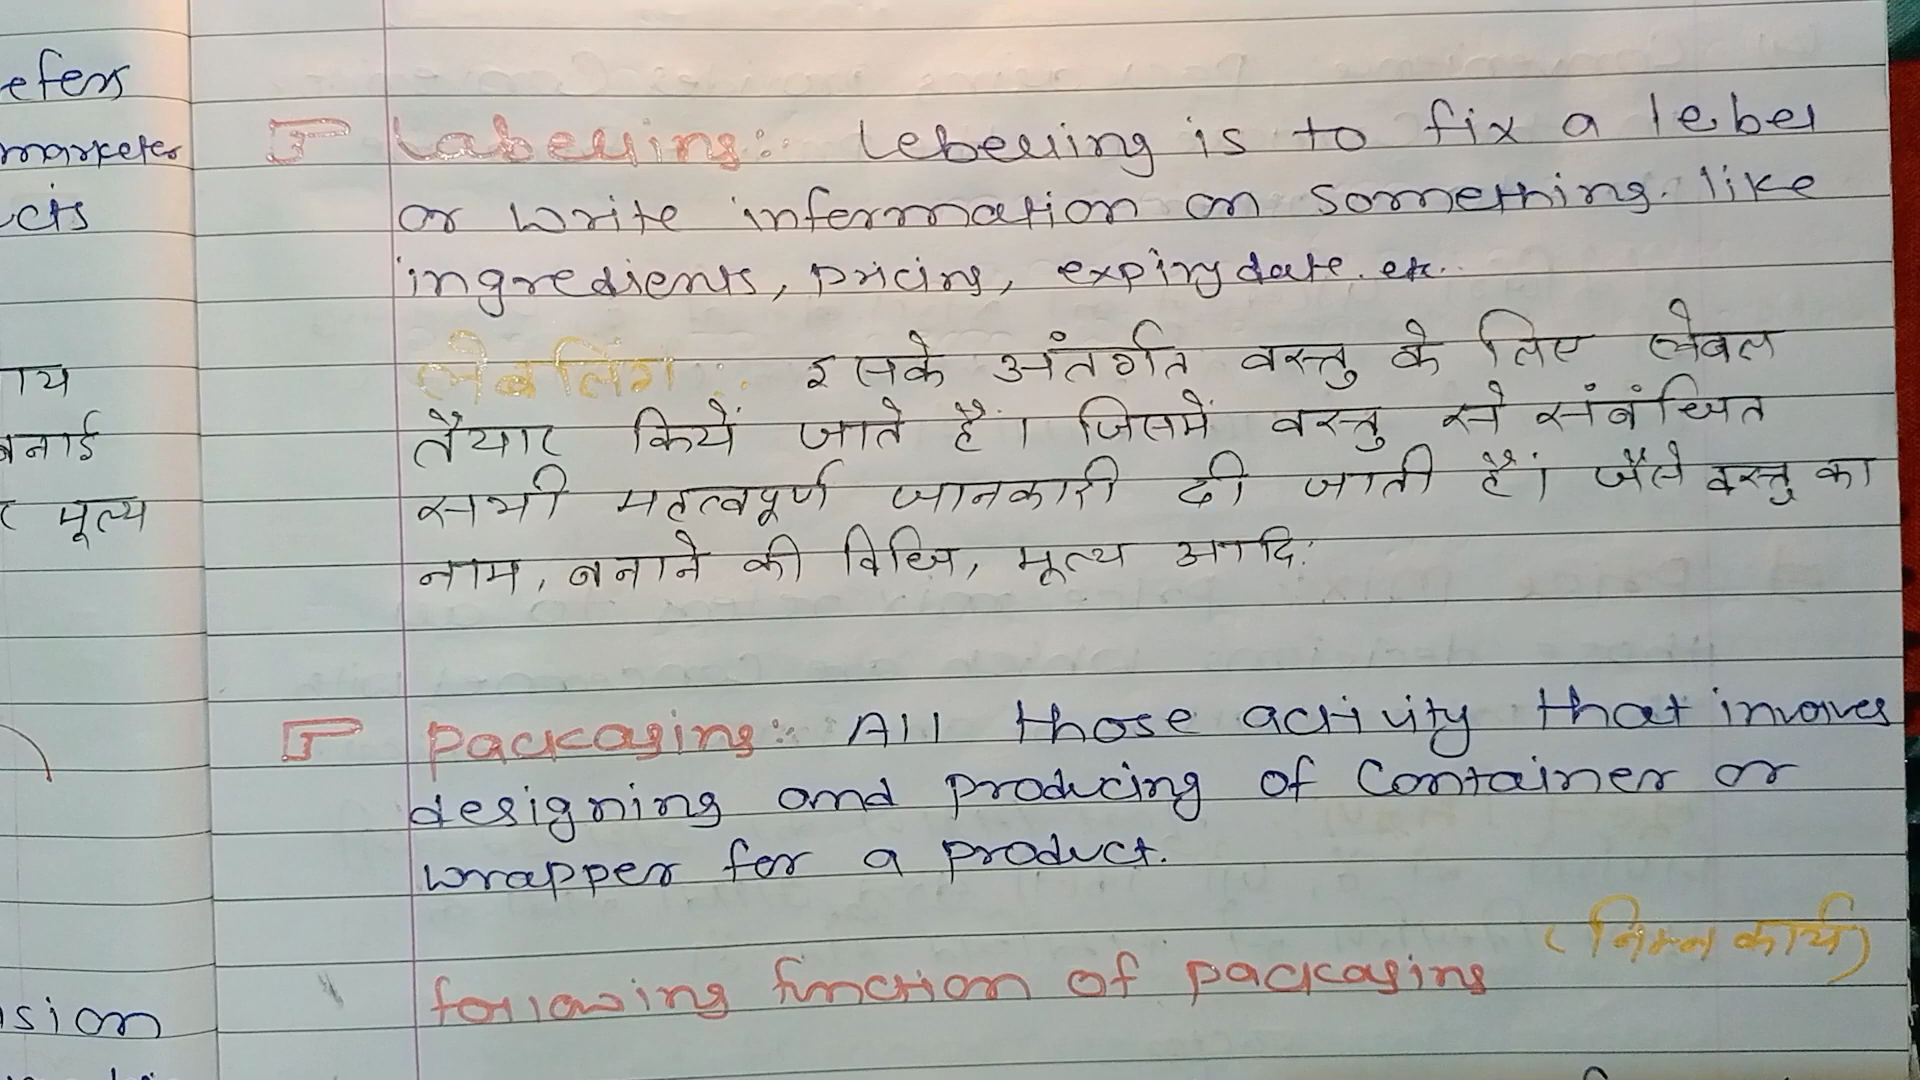 efers
marketer
cts
ाय
बनाई
र मूल्य
sion
Labelling:. Lebelling is to fix a lebel
or write information on something. like
ingredients, pricing, expiry date. etc..
लेबलिंग :. इसके अंतर्गत वस्तु के लिए लेबल
तैयार कियें जाते हैं। जिसमें वस्तु से संबंधित
सभी महत्वपूर्ण जानकारी दी जाती हैं। जैसे वस्तु का
नाम, बनाने की विधि, मूल्य आदि.
Packaging:. All those activity that invoves
designing and producing of Container or
wrapper for a product.
(निम्न कार्य)
following function of packaging